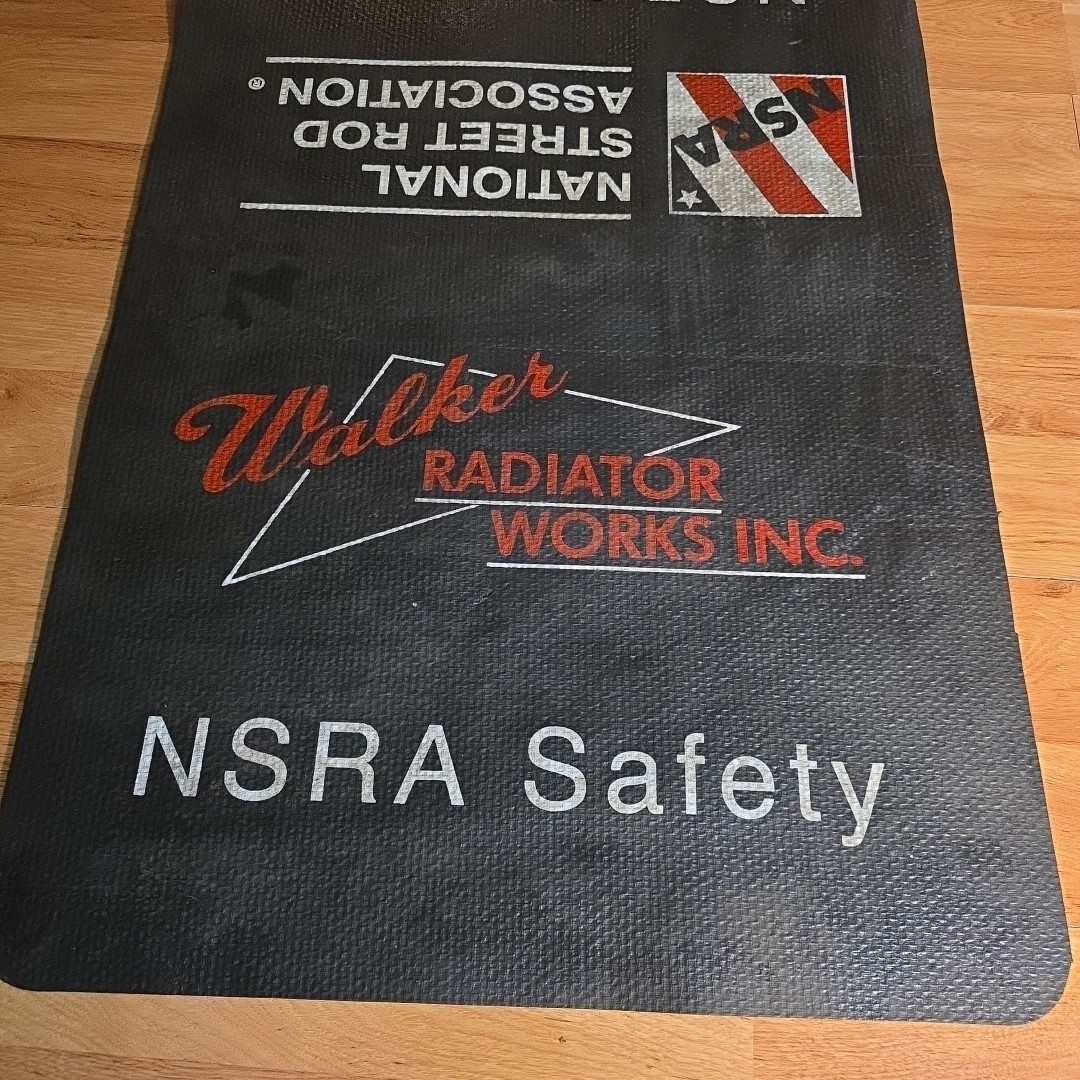 NATIONAL
STREET ROD
ASSOCIATION ®
NSRA
Walker
RADIATOR
WORKS INC.
NSRA Safety